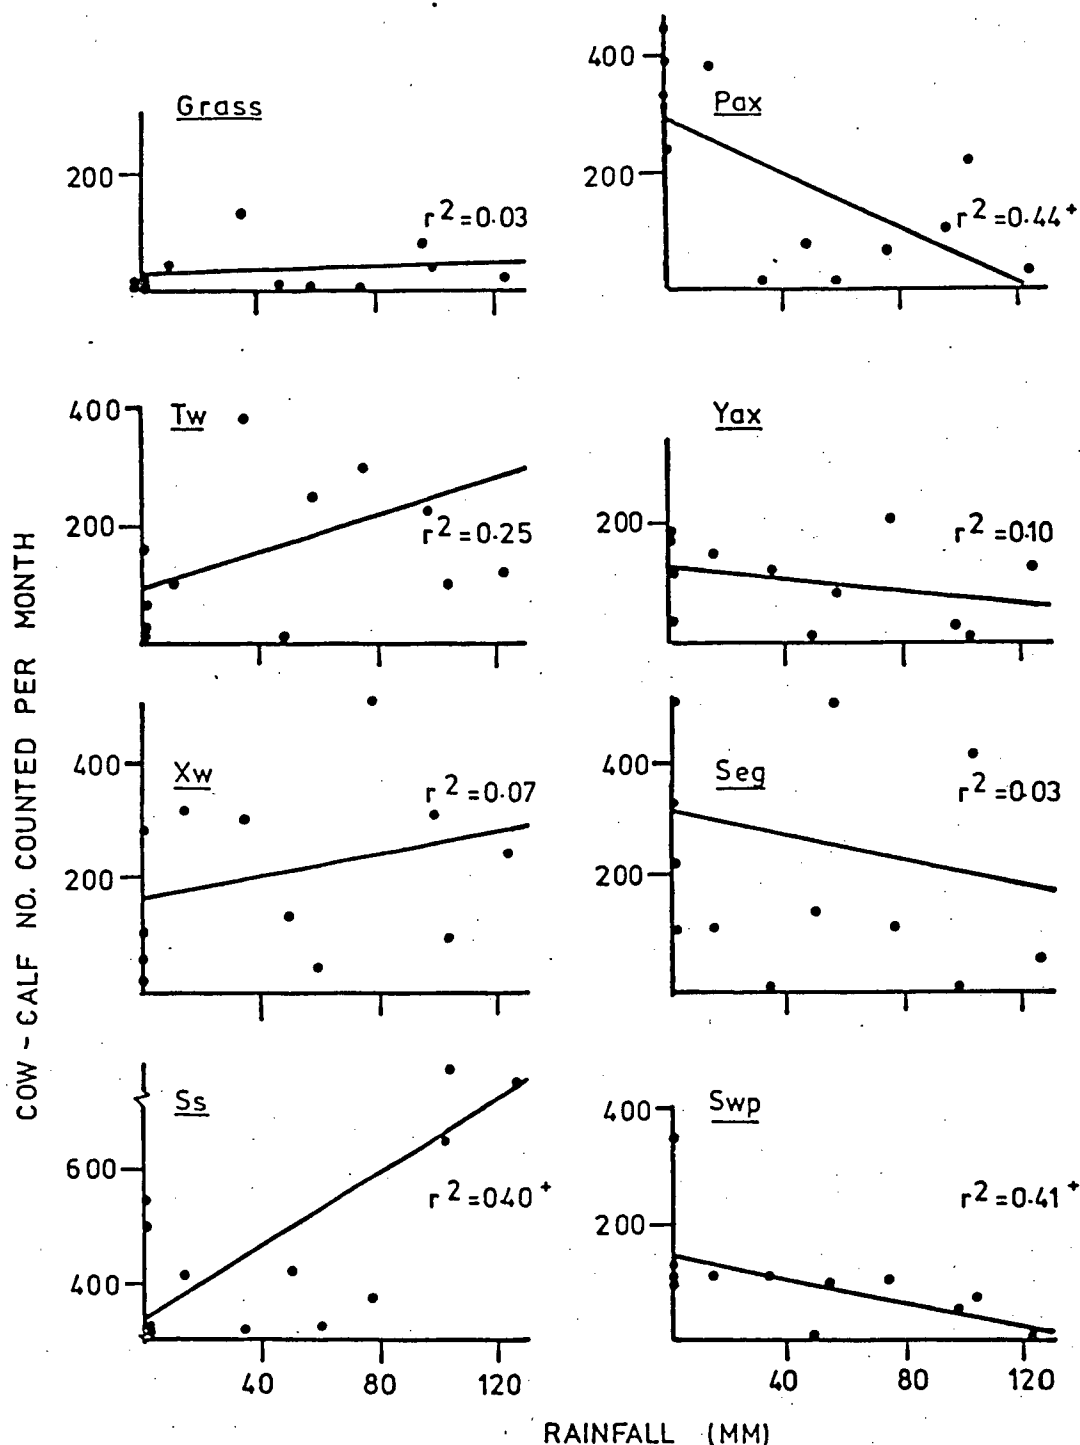 Grass
200
r2=0.03
400
Pax
200
r2=0.44+
400
Tw
200
r2=0.25
Yax
200
r2=0.10
400
Xw
r2=0.07
200
400
Seg
r2=0.03
200
Ss
600
r2=0.40+
400
40 80 120
400
Swp
200
r2=0.41+
40 80 120
COW-CALF NO. COUNTED PER MONTH
RAINFALL (MM)